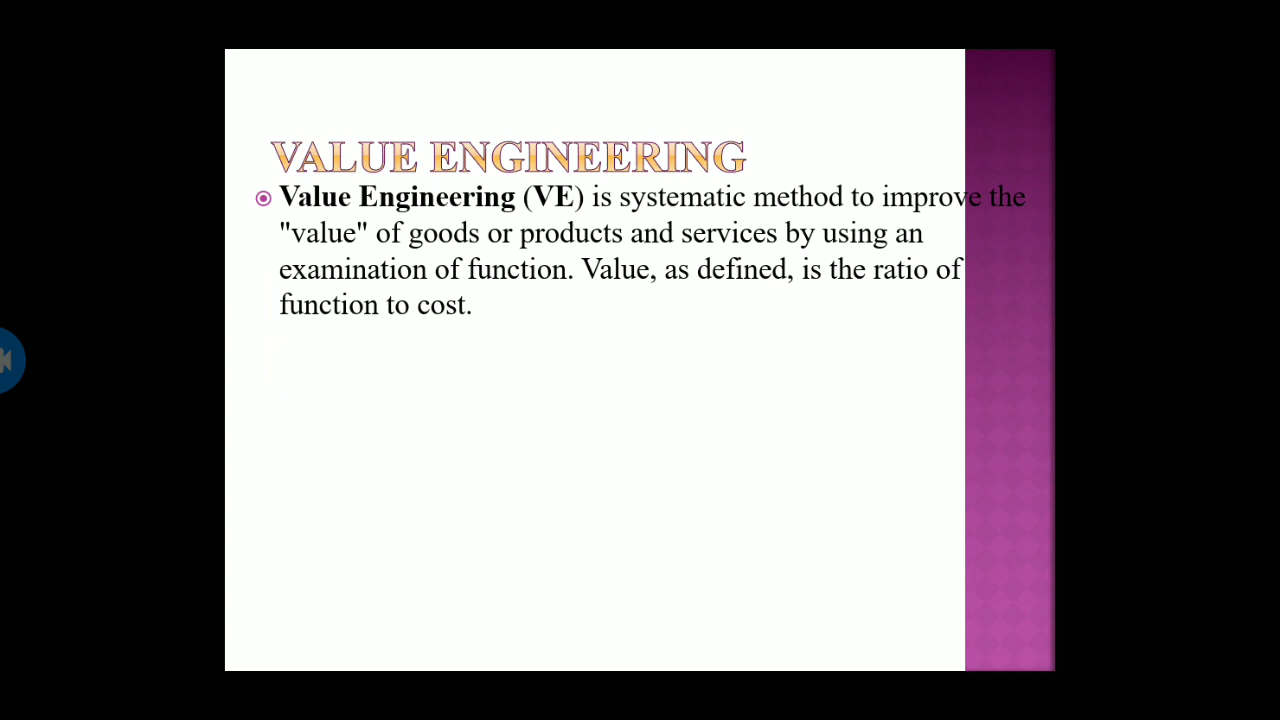 VALUE ENGINEERING
Value Engineering (VE) is systematic method to improve the
"value" of goods or products and services by using an
examination of function. Value, as defined, is the ratio of
function to cost.